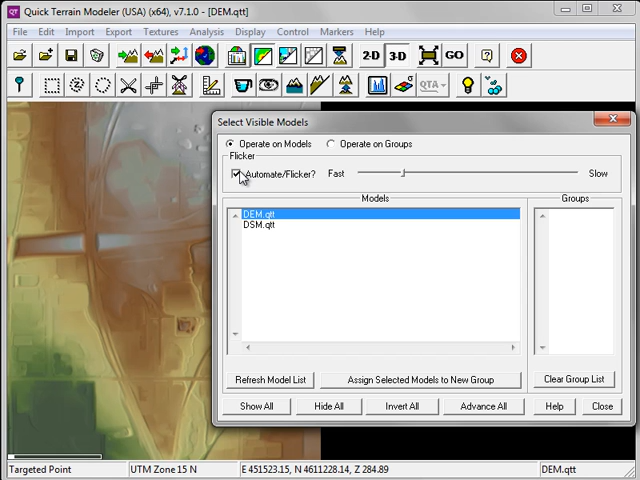 QT Quick Terrain Modeler (USA) (x64), v7.1.0 - [DEM.qtt]
File Edit Import Export Textures Analysis Display Control Markers Help
2-D 3-D GO ?
QTA
Select Visible Models
Operate on Models Operate on Groups
Flicker
Automate/Flicker? Fast Slow
Models Groups
DEM.qtt
DSM.qtt
Refresh Model List Assign Selected Models to New Group Clear Group List
Show All Hide All Invert All Advance All Help Close
Targeted Point UTM Zone 15 N E 451523.15, N 4611228.14, Z 284.89 DEM.qtt